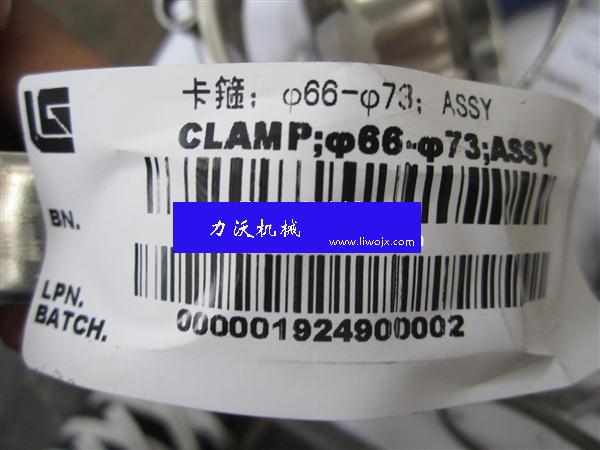 卡箍；φ66-φ73；ASSY
CLAMP;φ66-φ73;ASSY
BN.
力沃机械
www.liwojx.com
LPN.
BATCH.
000001924900002